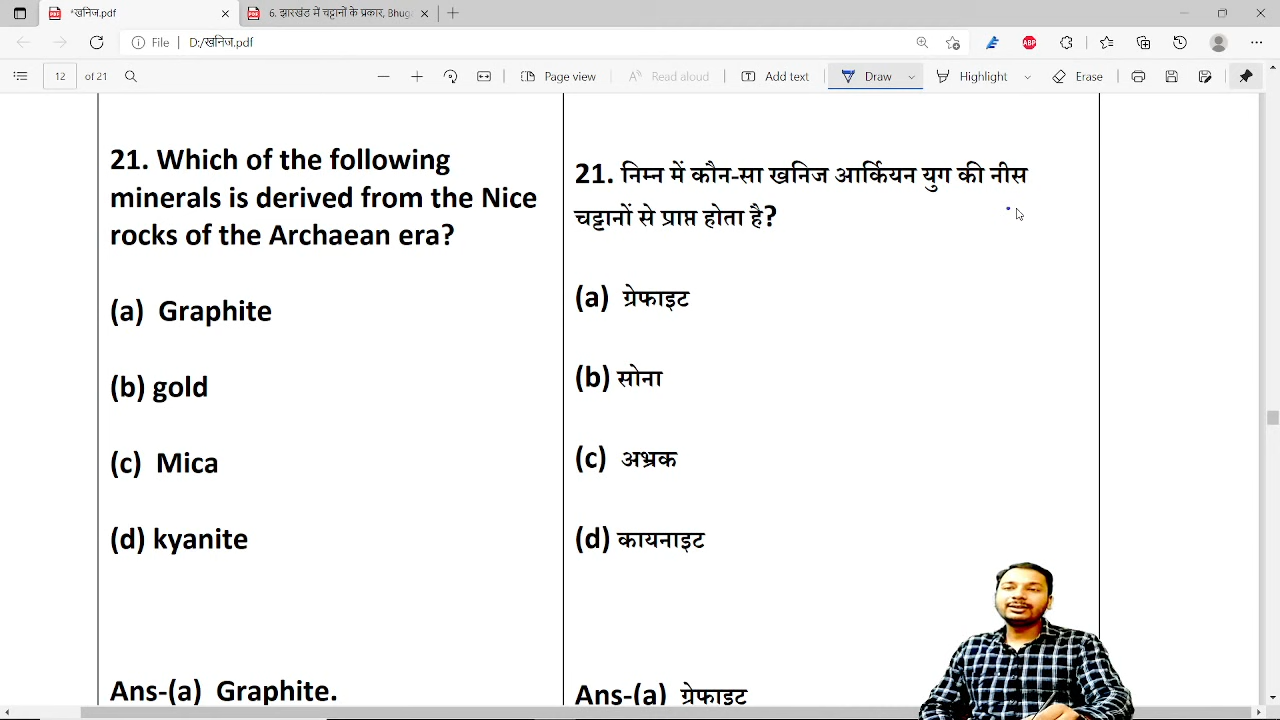 *खनिज.pdf
6. झारखंड में चट्टानों के प्रकार, Bhug
File
D:/खनिज.pdf
12 of 21
Page view
Read aloud
Add text
Draw
Highlight
Erase
21. Which of the following
minerals is derived from the Nice
rocks of the Archaean era?
(a) Graphite
(b) gold
(c) Mica
(d) kyanite
Ans-(a) Graphite.
21. निम्न में कौन-सा खनिज आर्कियन युग की नीस
चट्टानों से प्राप्त होता है?
(a) ग्रेफाइट
(b) सोना
(c) अभ्रक
(d) कायनाइट
Ans-(a) ग्रेफाइट